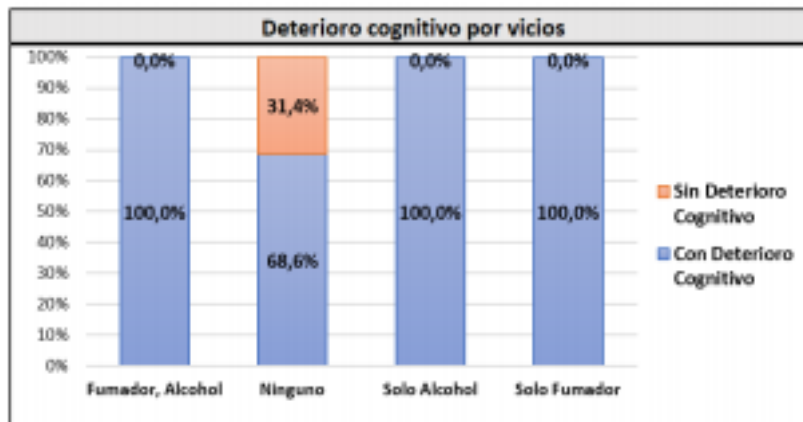 Deterioro cognitivo por vicios
100%
90%
80%
70%
60%
50%
40%
30%
20%
10%
0%
0,0%
31,4%
0,0%
0,0%
100,0%
68,6%
100,0%
100,0%
Fumador, Alcohol
Ninguno
Solo Alcohol
Solo Fumador
Sin Deterioro
Cognitivo
Con Deterioro
Cognitivo